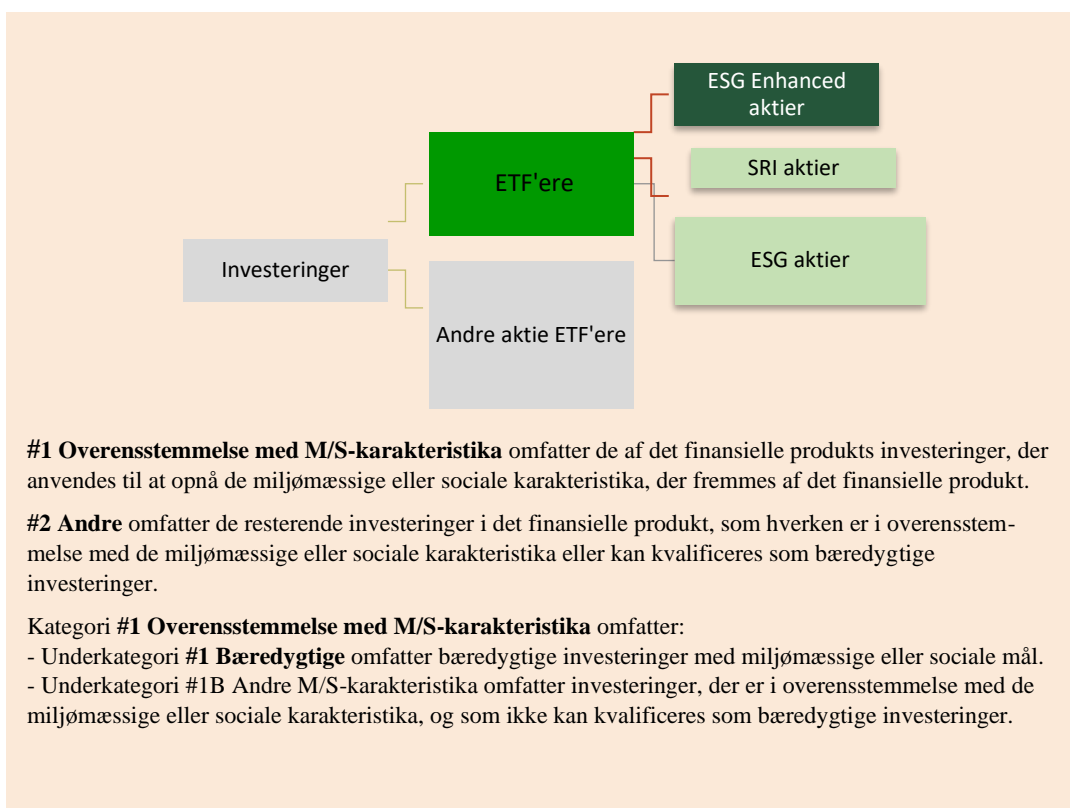 ESG Enhanced
aktier
ETF'ere
SRI aktier
ESG aktier
Investeringer
Andre aktie ETF'ere
#1 Overensstemmelse med M/S-karakteristika omfatter de af det finansielle produkts investeringer, der
anvendes til at opnå de miljømæssige eller sociale karakteristika, der fremmes af det finansielle produkt.
#2 Andre omfatter de resterende investeringer i det finansielle produkt, som hverken er i overensstem-
melse med de miljømæssige eller sociale karakteristika eller kan kvalificeres som bæredygtige
investeringer.
Kategori #1 Overensstemmelse med M/S-karakteristika omfatter:
- Underkategori #1 Bæredygtige omfatter bæredygtige investeringer med miljømæssige eller sociale mål.
- Underkategori #1B Andre M/S-karakteristika omfatter investeringer, der er i overensstemmelse med de
miljømæssige eller sociale karakteristika, og som ikke kan kvalificeres som bæredygtige investeringer.